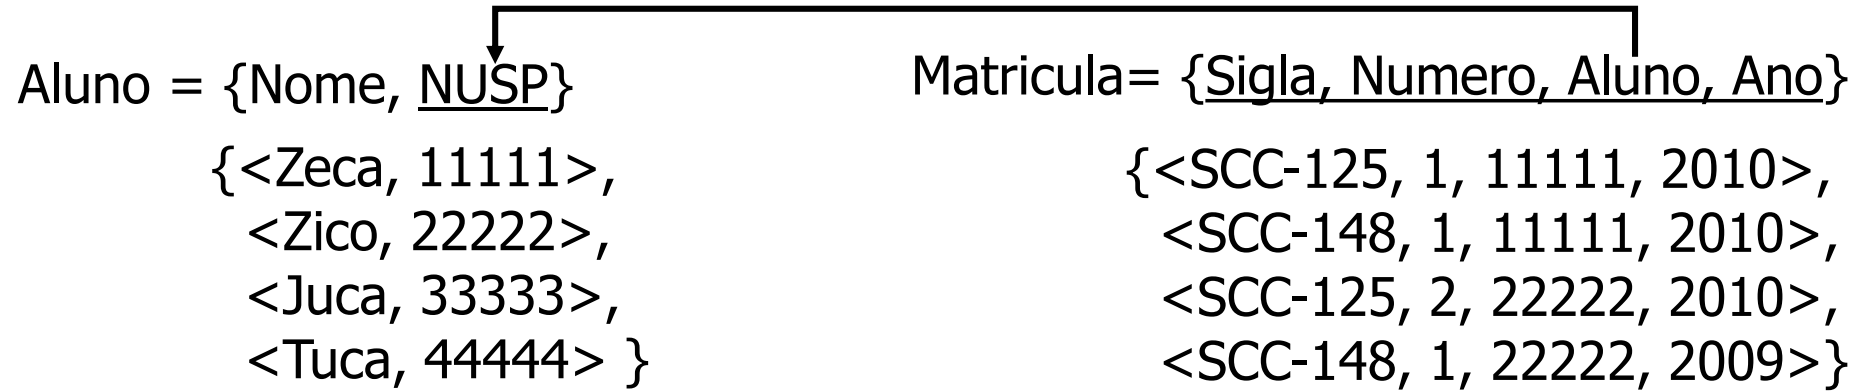 Aluno = {Nome, NUSP}
{<Zeca, 11111>,
<Zico, 22222>,
<Juca, 33333>,
<Tuca, 44444> }
Matricula= {Sigla, Numero, Aluno, Ano}
{<SCC-125, 1, 11111, 2010>,
<SCC-148, 1, 11111, 2010>,
<SCC-125, 2, 22222, 2010>,
<SCC-148, 1, 22222, 2009>}